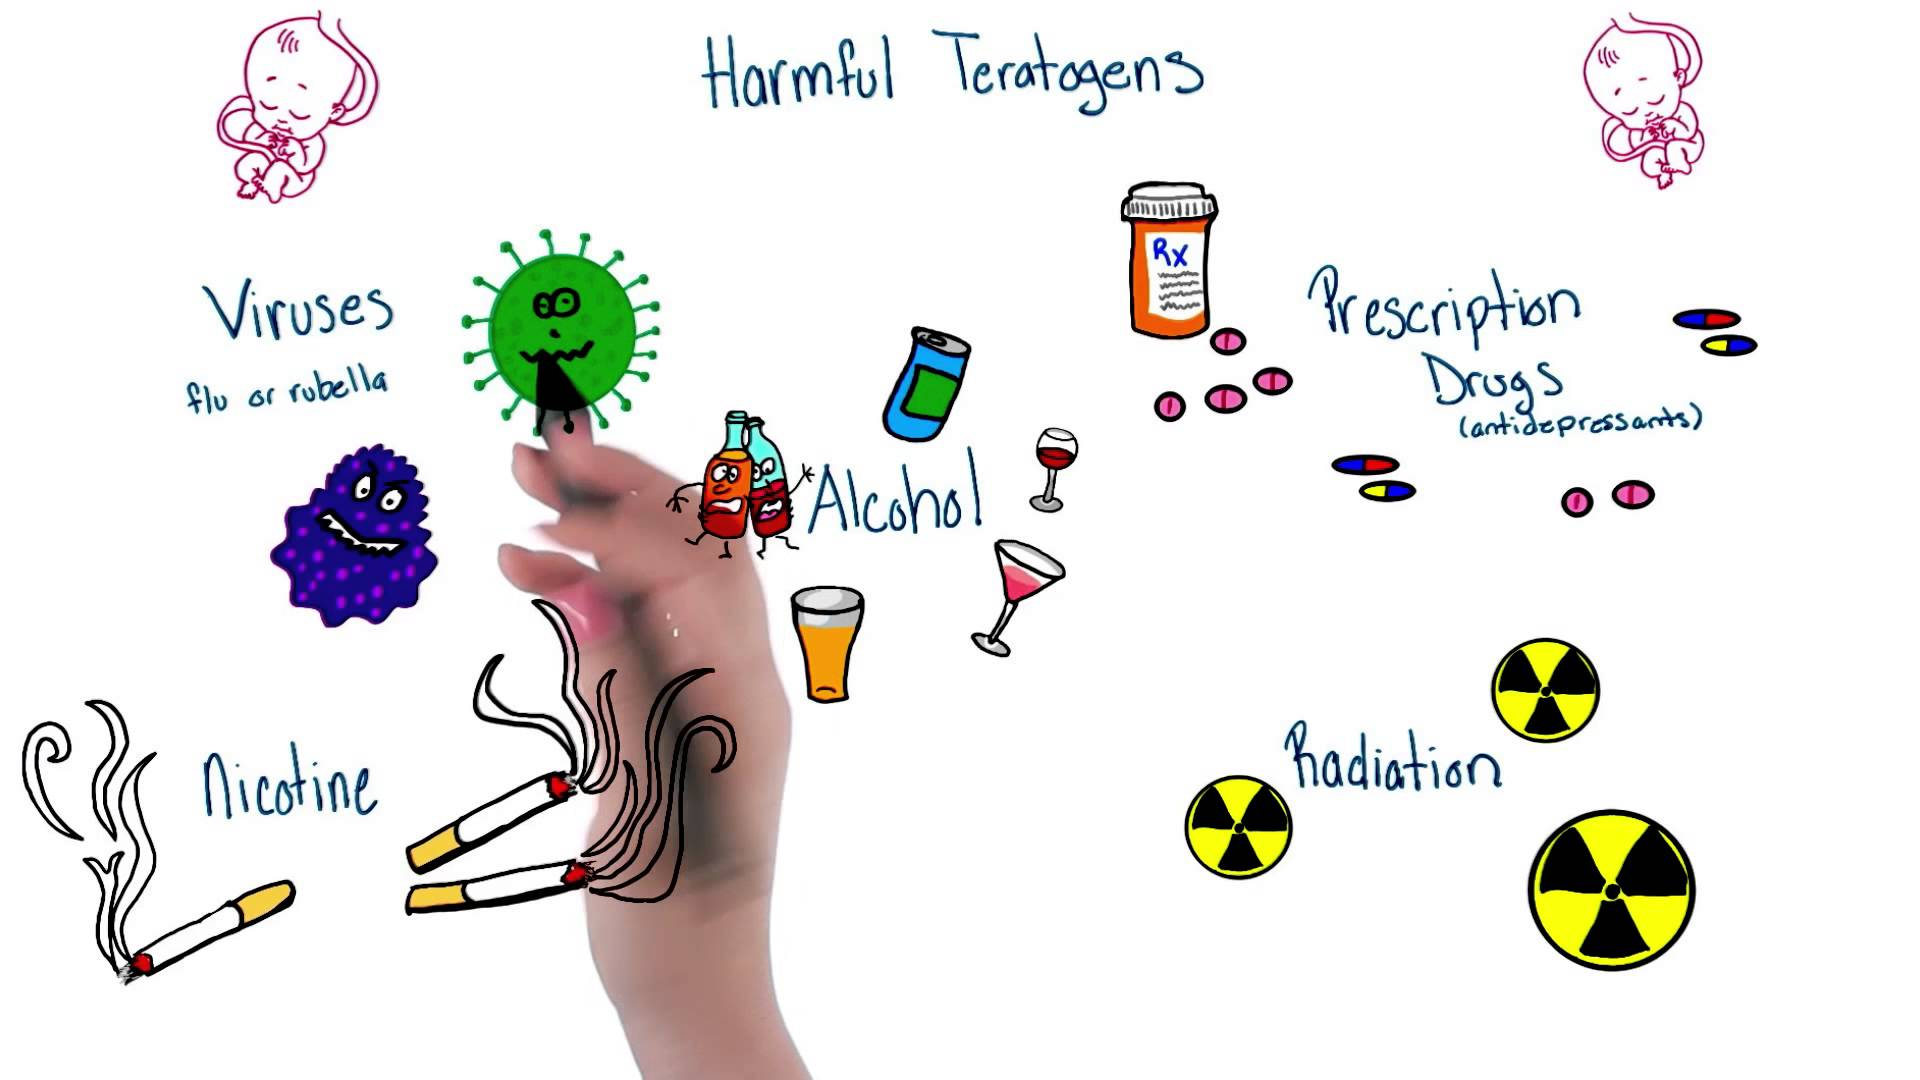 Harmful Teratogens
Viruses
flu or rubella
Rx
Prescription
Drugs
(antidepressants)
Alcohol
Nicotine
Radiation